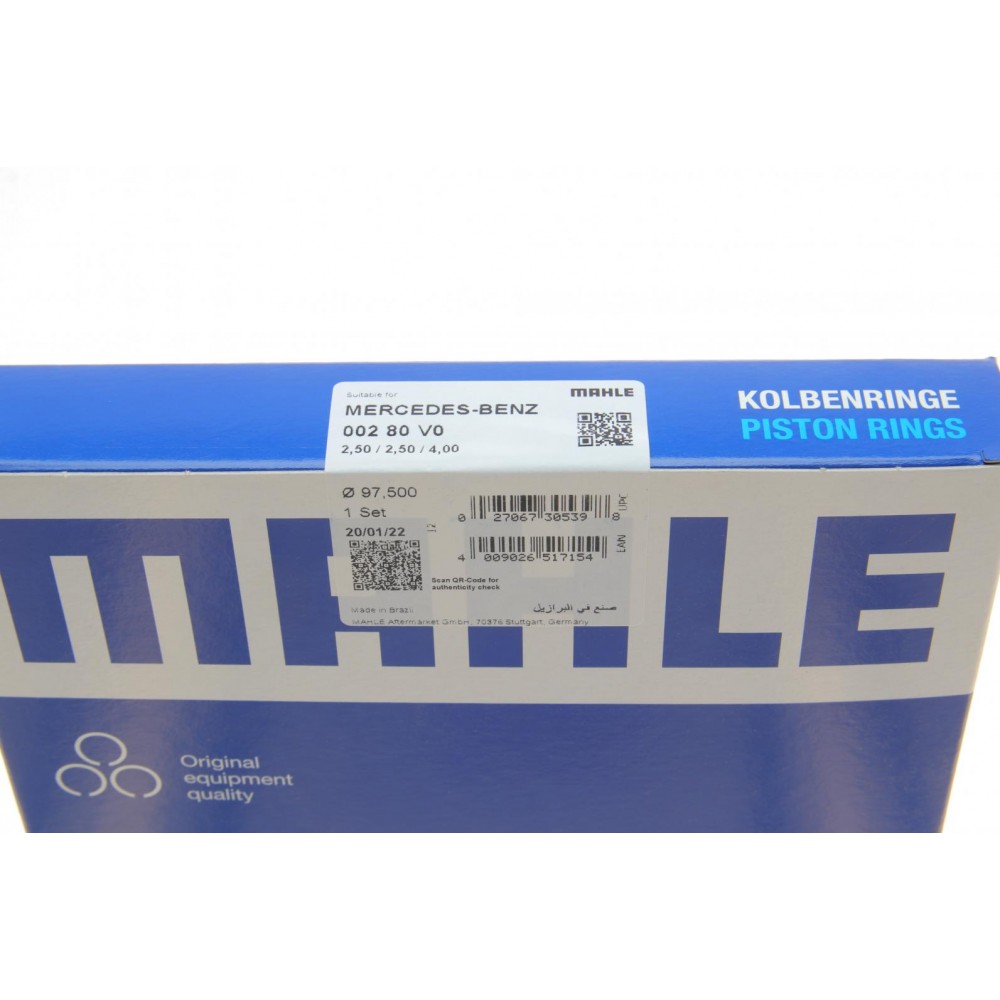 Suitable for
MAHLE
MERCEDES-BENZ
002 80 V0
2,50 / 2,50 / 4,00
KOLBENRINGE
PISTON RINGS
Ø 97,500
1 Set
20/01/22
12
0 27067 30539 8
UPC
4 009026 517154
EAN
Scan QR-Code for
authenticity check
Made in Brazil
صنع في البرازيل
MAHLE Aftermarket GmbH, 70376 Stuttgart, Germany
MAHLE
Original
equipment
quality